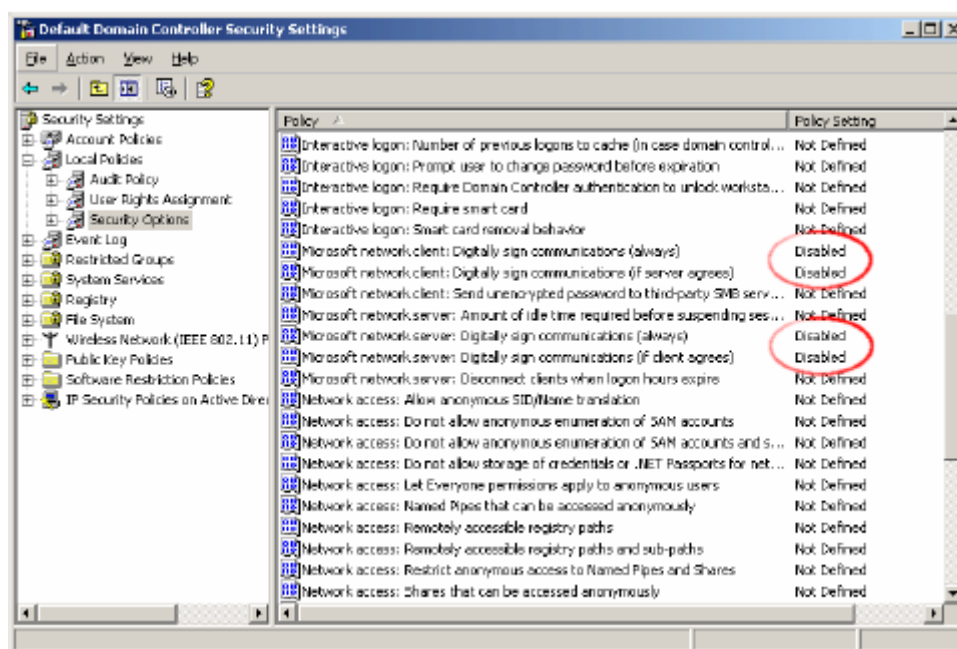 Default Domain Controller Security Settings
File Action View Help
Security Settings
Account Policies
Local Policies
Audit Policy
User Rights Assignment
Security Options
Event Log
Restricted Groups
System Services
Registry
File System
Wireless Network (IEEE 802.11) P
Public Key Policies
Software Restriction Policies
IP Security Policies on Active Dire
Policy Policy Setting
Interactive logon: Number of previous logons to cache (in case domain control... Not Defined
Interactive logon: Prompt user to change password before expiration Not Defined
Interactive logon: Require Domain Controller authentication to unlock worksta... Not Defined
Interactive logon: Require smart card Not Defined
Interactive logon: Smart card removal behavior Not Defined
Microsoft network client: Digitally sign communications (always) Disabled
Microsoft network client: Digitally sign communications (if server agrees) Disabled
Microsoft network client: Send unencrypted password to third-party SMB serv... Not Defined
Microsoft network server: Amount of idle time required before suspending ses... Not Defined
Microsoft network server: Digitally sign communications (always) Disabled
Microsoft network server: Digitally sign communications (if client agrees) Disabled
Microsoft network server: Disconnect clients when logon hours expire Not Defined
Network access: Allow anonymous SID/Name translation Not Defined
Network access: Do not allow anonymous enumeration of SAM accounts Not Defined
Network access: Do not allow anonymous enumeration of SAM accounts and s... Not Defined
Network access: Do not allow storage of credentials or .NET Passports for net... Not Defined
Network access: Let Everyone permissions apply to anonymous users Not Defined
Network access: Named Pipes that can be accessed anonymously Not Defined
Network access: Remotely accessible registry paths Not Defined
Network access: Remotely accessible registry paths and sub-paths Not Defined
Network access: Restrict anonymous access to Named Pipes and Shares Not Defined
Network access: Shares that can be accessed anonymously Not Defined